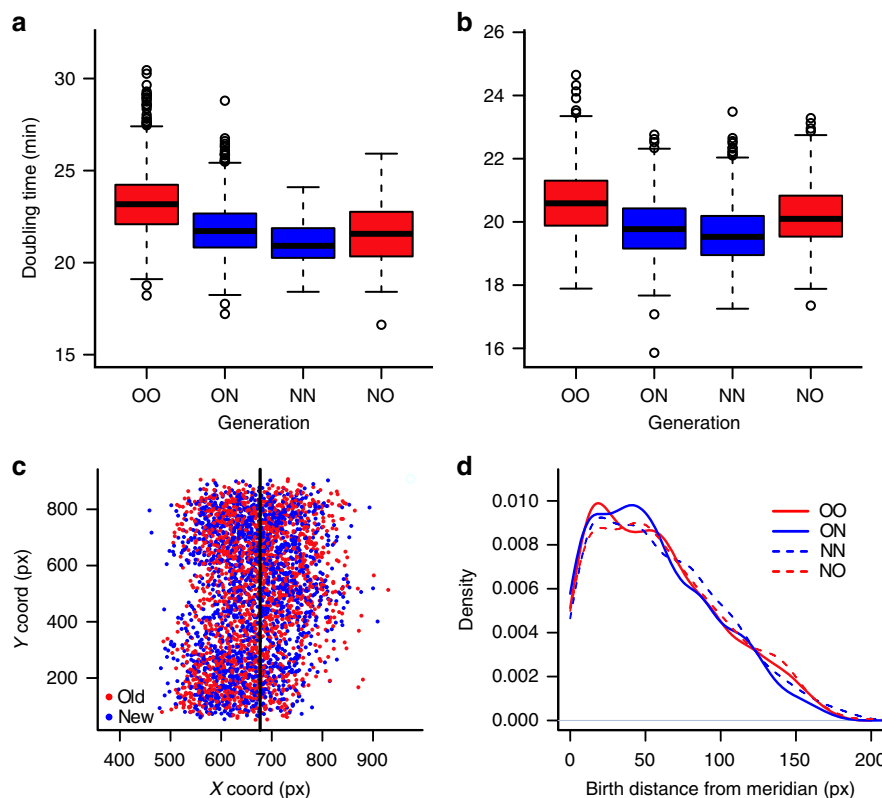 a
Doubling time (min)
30
25
20
15
OO ON NN NO
Generation
b
26
24
22
20
18
16
OO ON NN NO
Generation
c
Y coord (px)
800
600
400
200
Old
New
400 500 600 700 800 900
X coord (px)
d
Density
0.010
0.008
0.006
0.004
0.002
0.000
OO
ON
NN
NO
0 50 100 150 200
Birth distance from meridian (px)